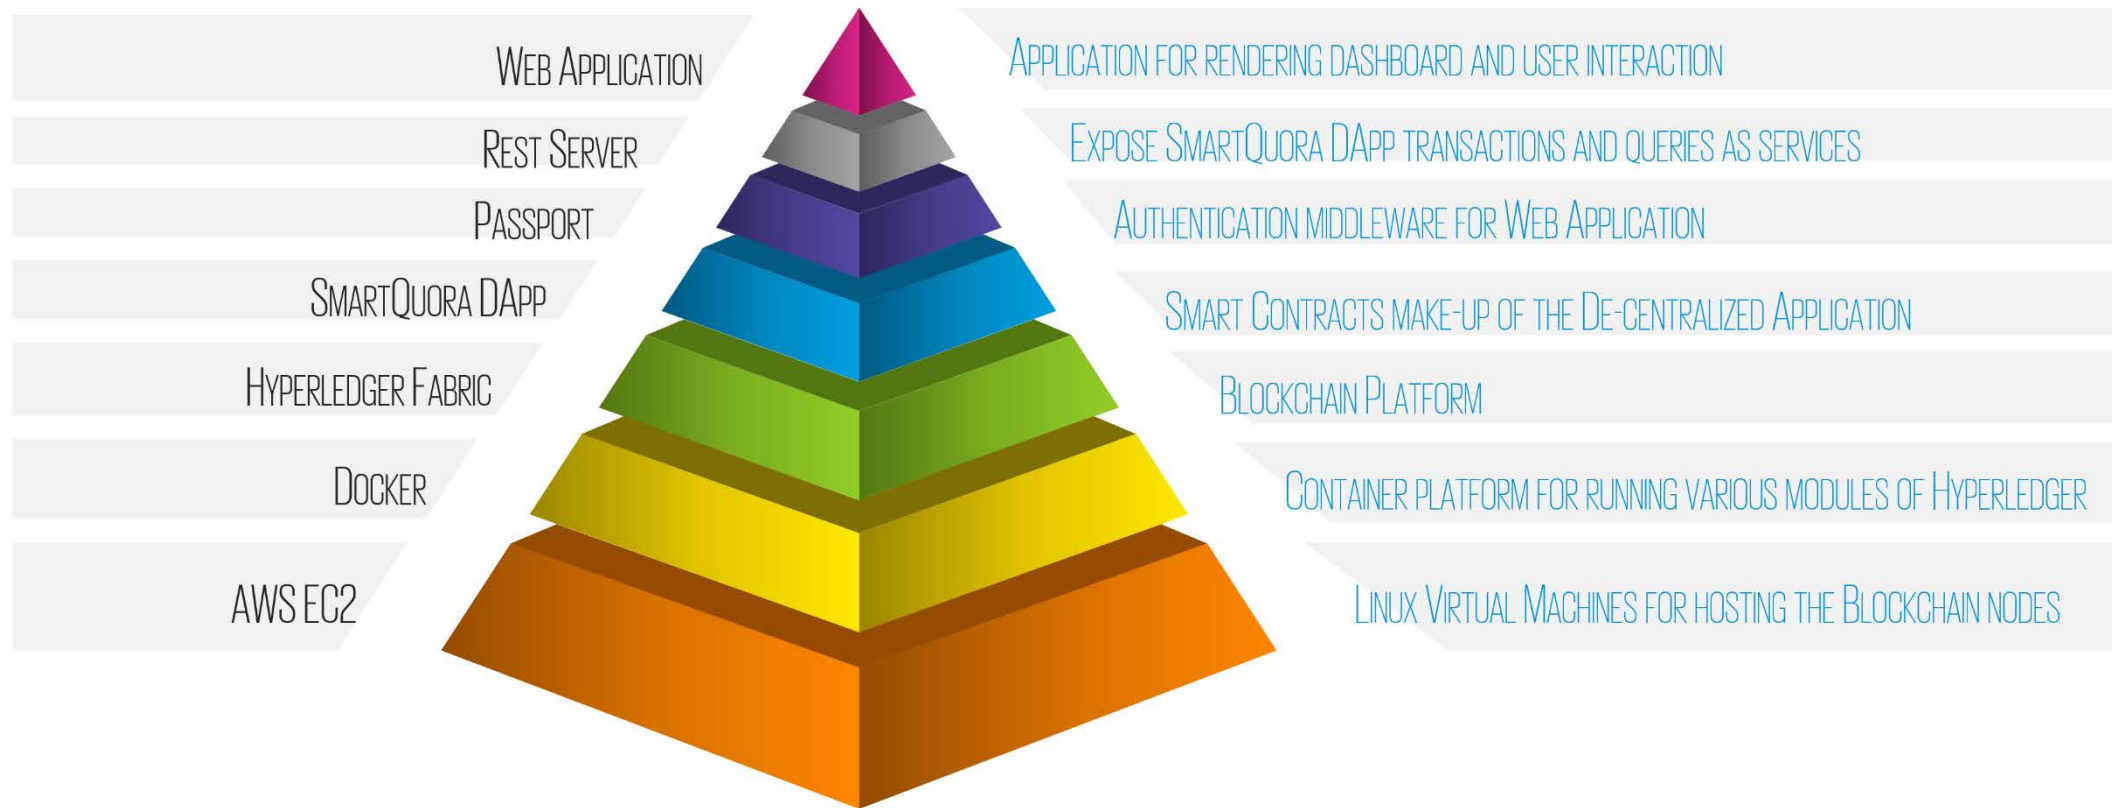 Web Application
Application for rendering dashboard and user interaction
Rest Server
Expose SmartQuora DApp transactions and queries as services
Passport
Authentication middleware for Web Application
SmartQuora DApp
Smart Contracts make-up of the De-centralized Application
Hyperledger Fabric
Blockchain Platform
Docker
Container platform for running various modules of Hyperledger
AWS EC2
Linux Virtual Machines for hosting the Blockchain nodes